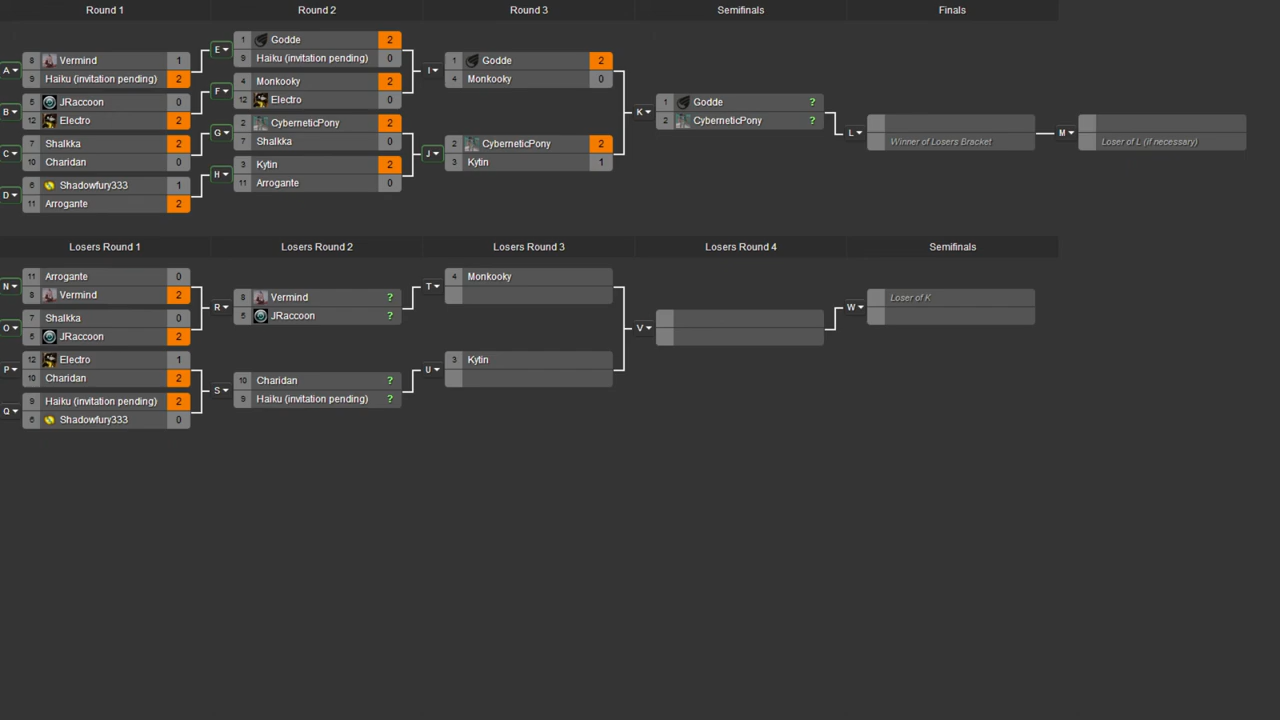 Round 1
Round 2
Round 3
Semifinals
Finals
A
8 Vermind 1
9 Haiku (invitation pending) 2
B
5 JRaccoon 0
12 Electro 2
C
7 Shalkka 2
10 Charidan 0
D
6 Shadowfury333 1
11 Arrogante 2
E
1 Godde 2
9 Haiku (invitation pending) 0
F
4 Monkooky 2
12 Electro 0
G
2 CyberneticPony 2
7 Shalkka 0
H
3 Kytin 2
11 Arrogante 0
I
1 Godde 2
4 Monkooky 0
J
2 CyberneticPony 2
3 Kytin 1
K
1 Godde ?
2 CyberneticPony ?
L
Winner of Losers Bracket
M
Loser of L (if necessary)
Losers Round 1
Losers Round 2
Losers Round 3
Losers Round 4
Semifinals
N
11 Arrogante 0
8 Vermind 2
O
7 Shalkka 0
5 JRaccoon 2
P
12 Electro 1
10 Charidan 2
Q
9 Haiku (invitation pending) 2
6 Shadowfury333 0
R
8 Vermind ?
5 JRaccoon ?
S
10 Charidan ?
9 Haiku (invitation pending) ?
T
4 Monkooky
U
3 Kytin
V
W
Loser of K